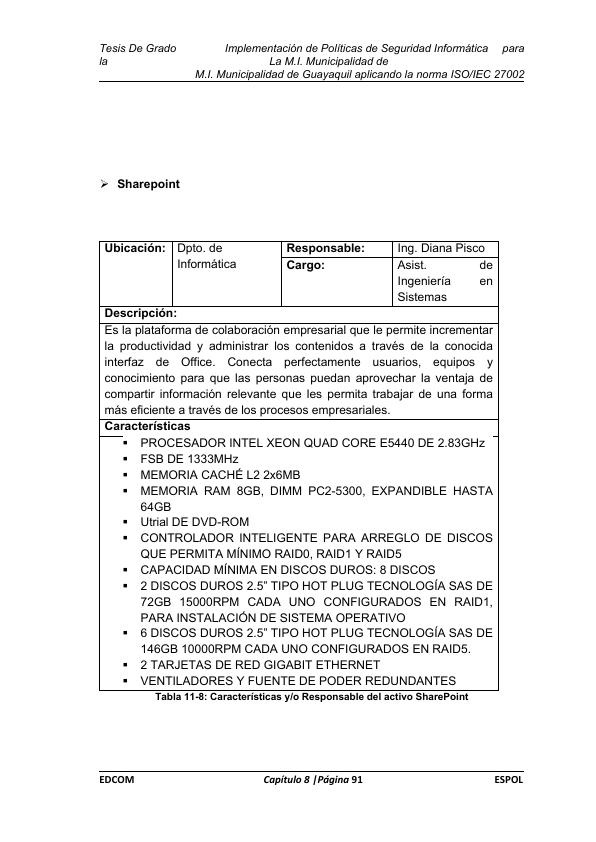 Tesis De Grado Implementación de Políticas de Seguridad Informática para
la La M.I. Municipalidad de
M.I. Municipalidad de Guayaquil aplicando la norma ISO/IEC 27002
➢ Sharepoint
Ubicación: Dpto. de Responsable: Ing. Diana Pisco
Informática Cargo: Asist. de
Ingeniería en
Sistemas
Descripción:
Es la plataforma de colaboración empresarial que le permite incrementar
la productividad y administrar los contenidos a través de la conocida
interfaz de Office. Conecta perfectamente usuarios, equipos y
conocimiento para que las personas puedan aprovechar la ventaja de
compartir información relevante que les permita trabajar de una forma
más eficiente a través de los procesos empresariales.
Características
▪ PROCESADOR INTEL XEON QUAD CORE E5440 DE 2.83GHz
▪ FSB DE 1333MHz
▪ MEMORIA CACHÉ L2 2x6MB
▪ MEMORIA RAM 8GB, DIMM PC2-5300, EXPANDIBLE HASTA
64GB
▪ Utrial DE DVD-ROM
▪ CONTROLADOR INTELIGENTE PARA ARREGLO DE DISCOS
QUE PERMITA MÍNIMO RAID0, RAID1 Y RAID5
▪ CAPACIDAD MÍNIMA EN DISCOS DUROS: 8 DISCOS
▪ 2 DISCOS DUROS 2.5” TIPO HOT PLUG TECNOLOGÍA SAS DE
72GB 15000RPM CADA UNO CONFIGURADOS EN RAID1,
PARA INSTALACIÓN DE SISTEMA OPERATIVO
▪ 6 DISCOS DUROS 2.5” TIPO HOT PLUG TECNOLOGÍA SAS DE
146GB 10000RPM CADA UNO CONFIGURADOS EN RAID5.
▪ 2 TARJETAS DE RED GIGABIT ETHERNET
▪ VENTILADORES Y FUENTE DE PODER REDUNDANTES
Tabla 11-8: Características y/o Responsable del activo SharePoint
EDCOM Capítulo 8 |Página 91 ESPOL